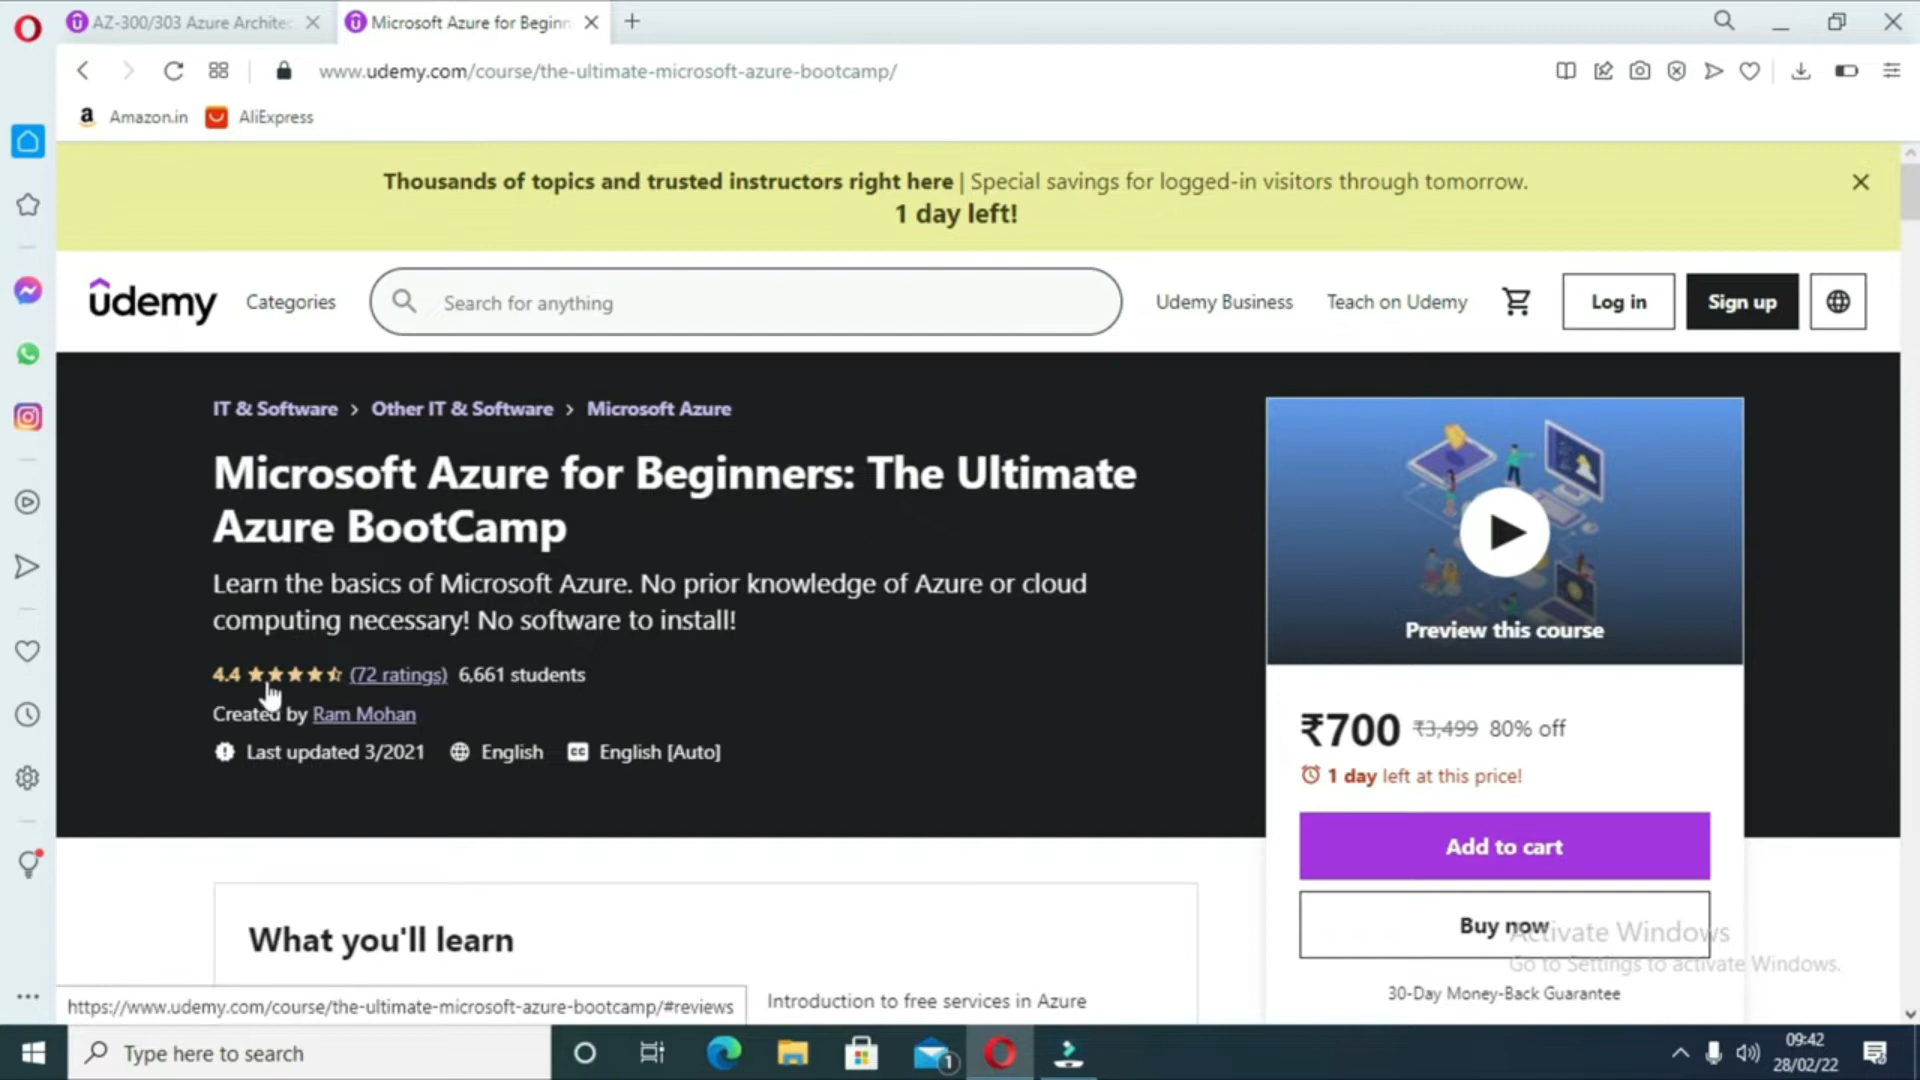 AZ-300/303 Azure Architec
Microsoft Azure for Beginn
www.udemy.com/course/the-ultimate-microsoft-azure-bootcamp/
Amazon.in
AliExpress
Thousands of topics and trusted instructors right here | Special savings for logged-in visitors through tomorrow.
1 day left!
ûdemy
Categories
Search for anything
Udemy Business
Teach on Udemy
Log in
Sign up
IT & Software > Other IT & Software > Microsoft Azure
Microsoft Azure for Beginners: The Ultimate
Azure BootCamp
Learn the basics of Microsoft Azure. No prior knowledge of Azure or cloud
computing necessary! No software to install!
4.4 (72 ratings) 6,661 students
Created by Ram Mohan
Last updated 3/2021 English CC English [Auto]
Preview this course
₹700 ₹3,499 80% off
1 day left at this price!
Add to cart
Buy now
Activate Windows
Go to Settings to activate Windows.
30-Day Money-Back Guarantee
What you'll learn
Introduction to free services in Azure
https://www.udemy.com/course/the-ultimate-microsoft-azure-bootcamp/#reviews
Type here to search
1
09:42
28/02/22